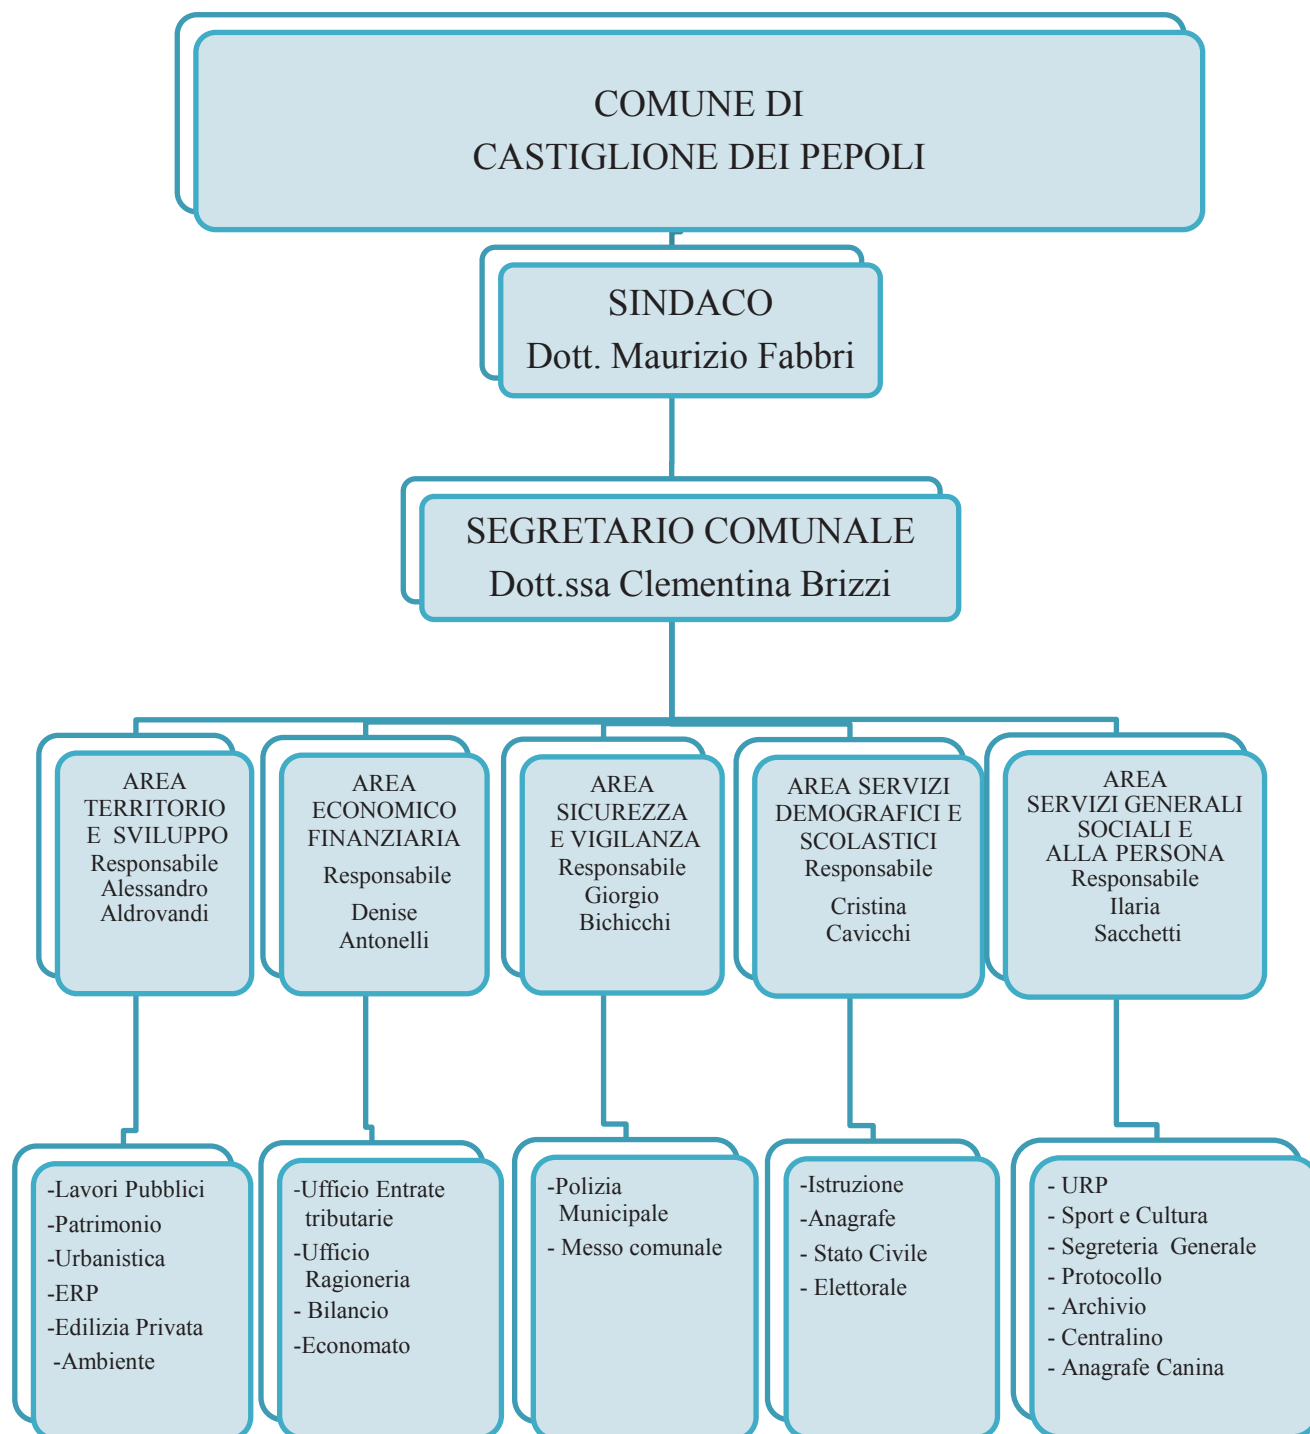 COMUNE DI
CASTIGLIONE DEI PEPOLI
SINDACO
Dott. Maurizio Fabbri
SEGRETARIO COMUNALE
Dott.ssa Clementina Brizzi
AREA
TERRITORIO
E SVILUPPO
Responsabile
Alessandro
Aldrovandi
AREA
ECONOMICO
FINANZIARIA
Responsabile
Denise
Antonelli
AREA
SICUREZZA
E VIGILANZA
Responsabile
Giorgio
Bichicchi
AREA SERVIZI
DEMOGRAFICI E
SCOLASTICI
Responsabile
Cristina
Cavicchi
AREA
SERVIZI GENERALI
SOCIALI E
ALLA PERSONA
Responsabile
Ilaria
Sacchetti
-Lavori Pubblici
-Patrimonio
-Urbanistica
-ERP
-Edilizia Privata
-Ambiente
-Ufficio Entrate
tributarie
-Ufficio
Ragioneria
- Bilancio
-Economato
-Polizia
Municipale
- Messo comunale
-Istruzione
-Anagrafe
- Stato Civile
- Elettorale
- URP
- Sport e Cultura
- Segreteria Generale
- Protocollo
- Archivio
- Centralino
- Anagrafe Canina